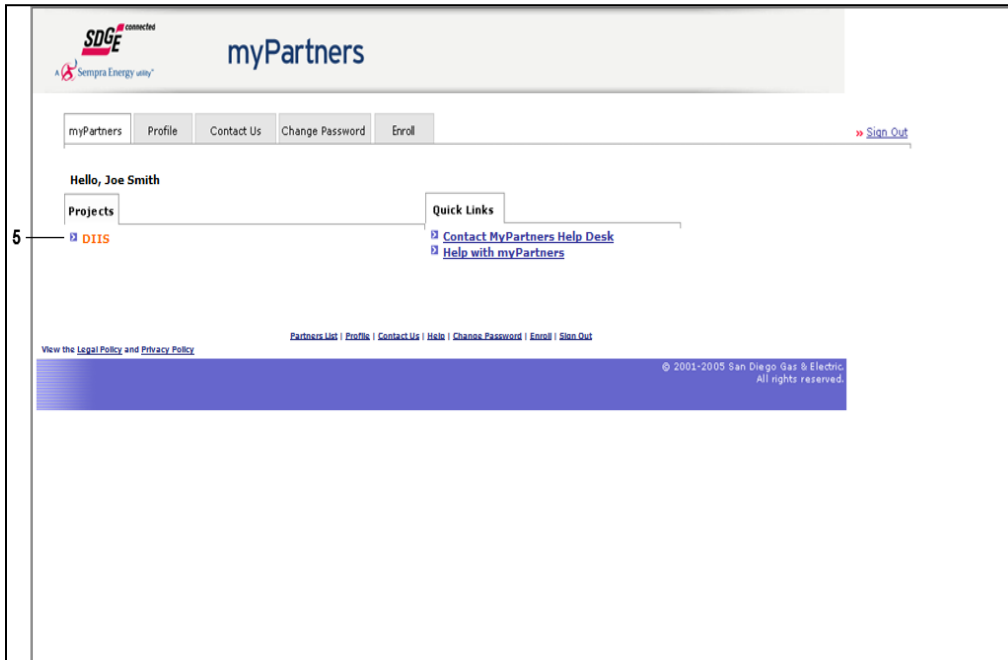 SDGE connected
A Sempra Energy utility®
myPartners
myPartners Profile Contact Us Change Password Enroll
» Sign Out
Hello, Joe Smith
Projects
5
DIIS
Quick Links
Contact MyPartners Help Desk
Help with myPartners
Partners List | Profile | Contact Us | Help | Change Password | Enroll | Sign Out
View the Legal Policy and Privacy Policy
© 2001-2005 San Diego Gas & Electric.
All rights reserved.